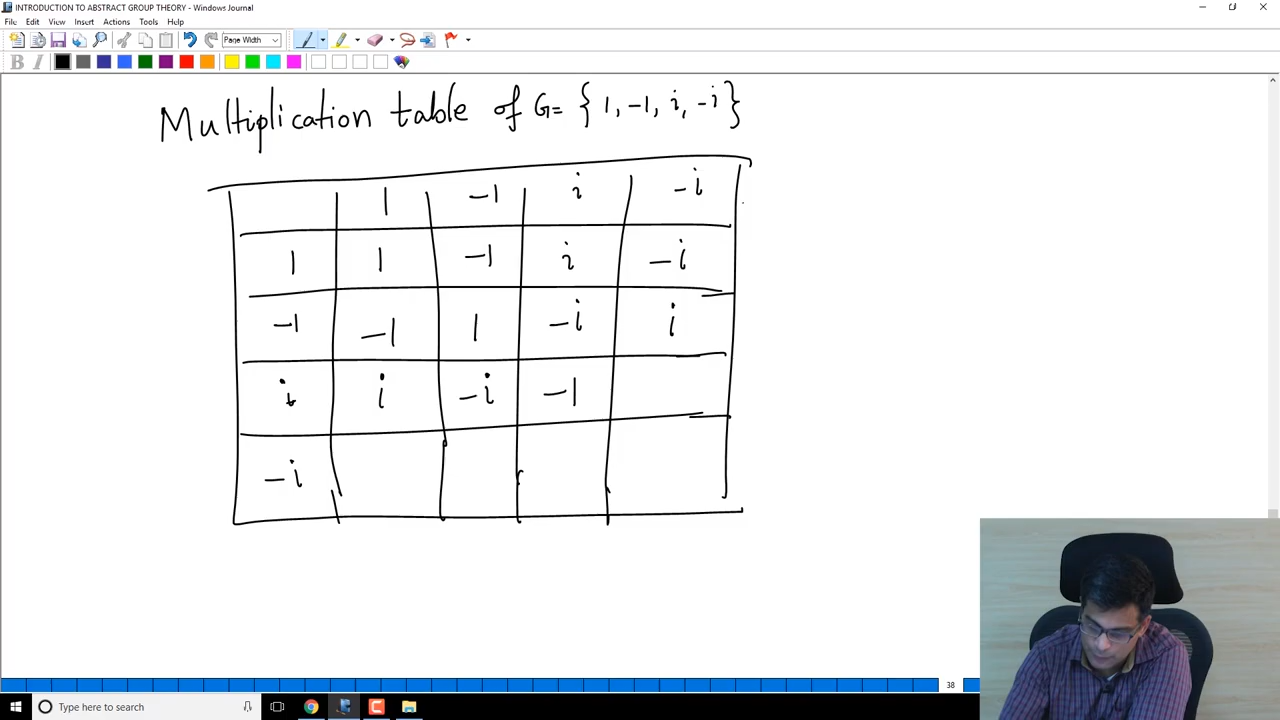 INTRODUCTION TO ABSTRACT GROUP THEORY - Windows Journal
File Edit View Insert Actions Tools Help
Page Width
B I
Multiplication table of G = { 1, -1, i, -i }
1 -1 i -i
1 1 -1 i -i
-1 -1 1 -i i
i i -i -1
-i
38
Type here to search